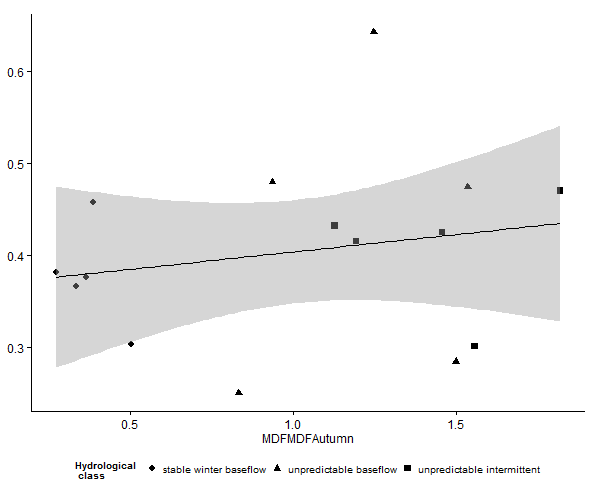 0.6
0.5
0.4
0.3
0.5
1.0
1.5
MDFMDFAutumn
Hydrological
class
stable winter baseflow
unpredictable baseflow
unpredictable intermittent